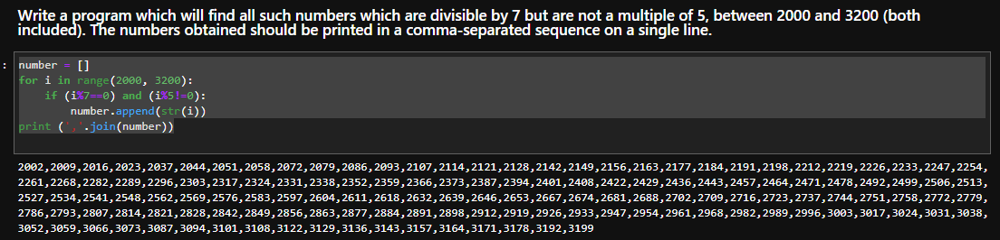 Write a program which will find all such numbers which are divisible by 7 but are not a multiple of 5, between 2000 and 3200 (both
included). The numbers obtained should be printed in a comma-separated sequence on a single line.
:
number = []
for i in range(2000, 3200):
    if (i%7==0) and (i%5!=0):
        number.append(str(i))
print (','.join(number))
2002,2009,2016,2023,2037,2044,2051,2058,2072,2079,2086,2093,2107,2114,2121,2128,2142,2149,2156,2163,2177,2184,2191,2198,2212,2219,2226,2233,2247,2254,
2261,2268,2282,2289,2296,2303,2317,2324,2331,2338,2352,2359,2366,2373,2387,2394,2401,2408,2422,2429,2436,2443,2457,2464,2471,2478,2492,2499,2506,2513,
2527,2534,2541,2548,2562,2569,2576,2583,2597,2604,2611,2618,2632,2639,2646,2653,2667,2674,2681,2688,2702,2709,2716,2723,2737,2744,2751,2758,2772,2779,
2786,2793,2807,2814,2821,2828,2842,2849,2856,2863,2877,2884,2891,2898,2912,2919,2926,2933,2947,2954,2961,2968,2982,2989,2996,3003,3017,3024,3031,3038,
3052,3059,3066,3073,3087,3094,3101,3108,3122,3129,3136,3143,3157,3164,3171,3178,3192,3199